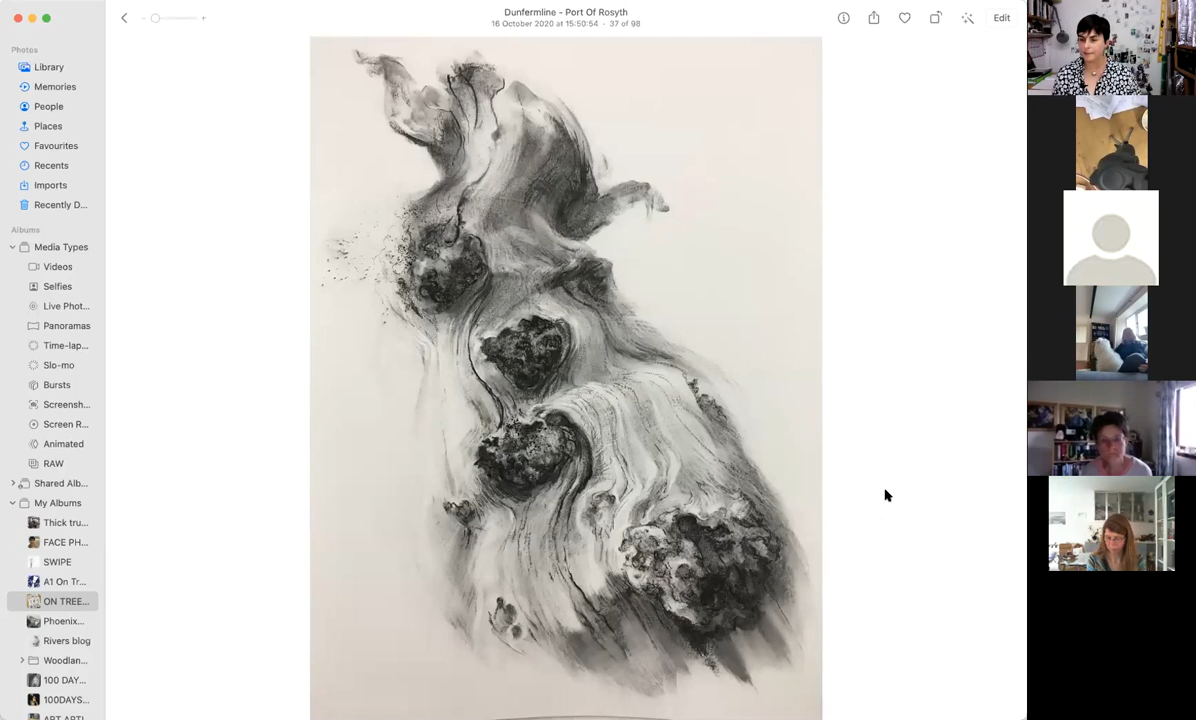 Dunfermline - Port Of Rosyth
16 October 2020 at 15:50:54 · 37 of 98
Edit
Photos
Library
Memories
People
Places
Favourites
Recents
Imports
Recently D...
Albums
Media Types
Videos
Selfies
Live Phot...
Panoramas
Time-lap...
Slo-mo
Bursts
Screensh...
Screen R...
Animated
RAW
Shared Alb...
My Albums
Thick tru...
FACE PH...
SWIPE
A1 On Tr...
ON TREE...
Phoenix...
Rivers blog
Woodlan...
100 DAY...
100DAYS...